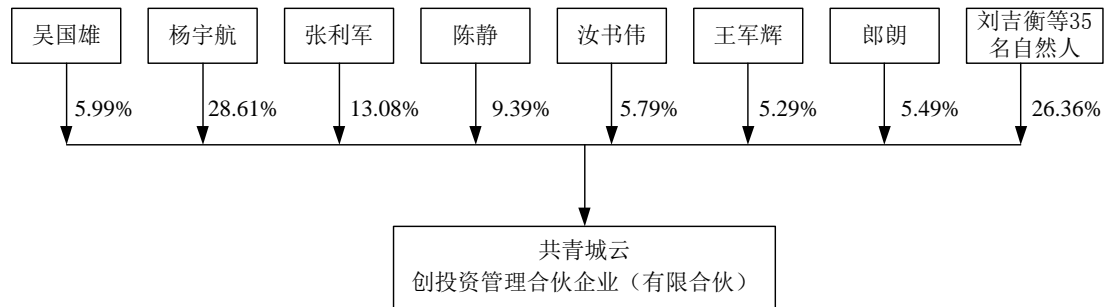 吴国雄
杨宇航
张利军
陈静
汝书伟
王军辉
郎朗
刘吉衡等35
名自然人
5.99%
28.61%
13.08%
9.39%
5.79%
5.29%
5.49%
26.36%
共青城云
创投资管理合伙企业（有限合伙）